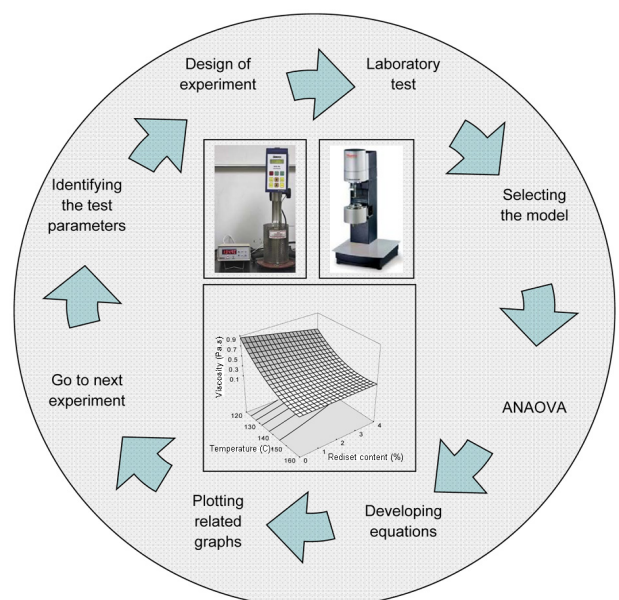 Design of
experiment
Laboratory
test
Selecting
the model
ANAOVA
Developing
equations
Plotting
related
graphs
Go to next
experiment
Identifying
the test
parameters
Viscosity (Pa.s)
0.9
0.7
0.5
0.3
0.1
120
130
140
150
160
Temperature (C)
0
1
2
3
4
Rediset content (%)